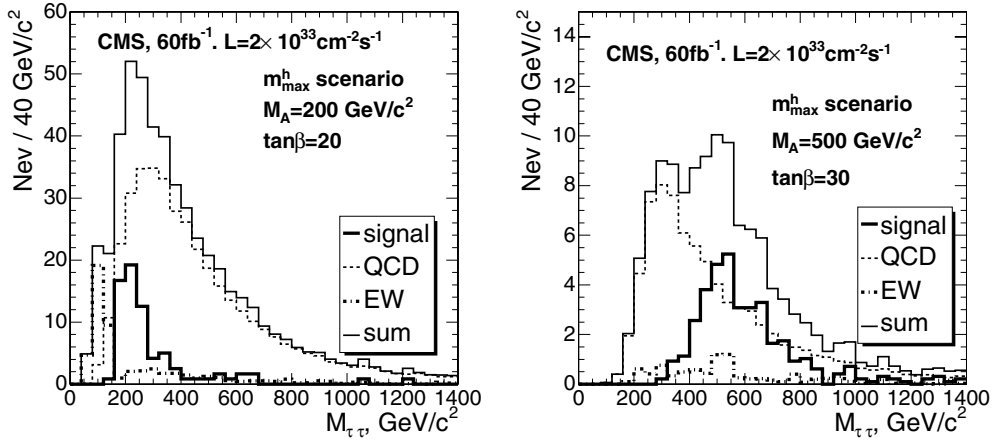 Nev / 40 GeV/c²
60
50
40
30
20
10
0
CMS, 60fb⁻¹. L=2× 10³³cm⁻²s⁻¹
mʰmax scenario
M_A=200 GeV/c²
tanβ=20
signal
QCD
EW
sum
0 200 400 600 800 1000 1200 1400
M_ττ, GeV/c²
Nev / 40 GeV/c²
14
12
10
8
6
4
2
0
CMS, 60fb⁻¹. L=2× 10³³cm⁻²s⁻¹
mʰmax scenario
M_A=500 GeV/c²
tanβ=30
signal
QCD
EW
sum
0 200 400 600 800 1000 1200 1400
M_ττ, GeV/c²